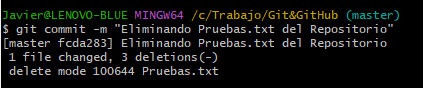 Javier@LENOVO-BLUE MINGW64 /c/Trabajo/Git&GitHub (master)
$ git commit -m "Eliminando Pruebas.txt del Repositorio"
[master fcda283] Eliminando Pruebas.txt del Repositorio
 1 file changed, 3 deletions(-)
 delete mode 100644 Pruebas.txt